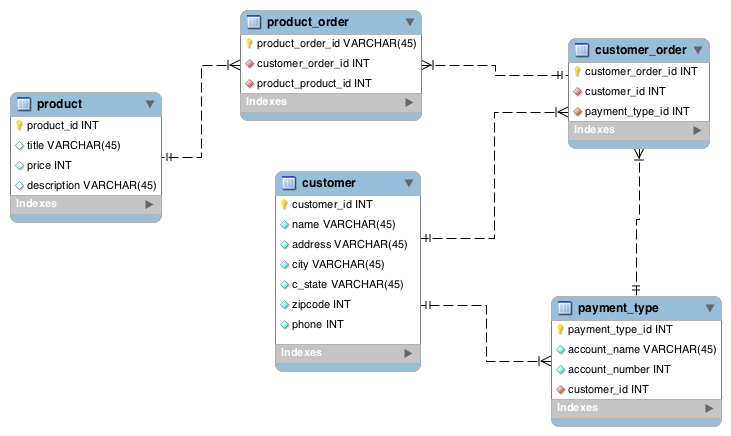 product_order
product_order_id VARCHAR(45)
customer_order_id INT
product_product_id INT
Indexes
customer_order
customer_order_id INT
customer_id INT
payment_type_id INT
Indexes
product
product_id INT
title VARCHAR(45)
price INT
description VARCHAR(45)
Indexes
customer
customer_id INT
name VARCHAR(45)
address VARCHAR(45)
city VARCHAR(45)
c_state VARCHAR(45)
zipcode INT
phone INT
Indexes
payment_type
payment_type_id INT
account_name VARCHAR(45)
account_number INT
customer_id INT
Indexes